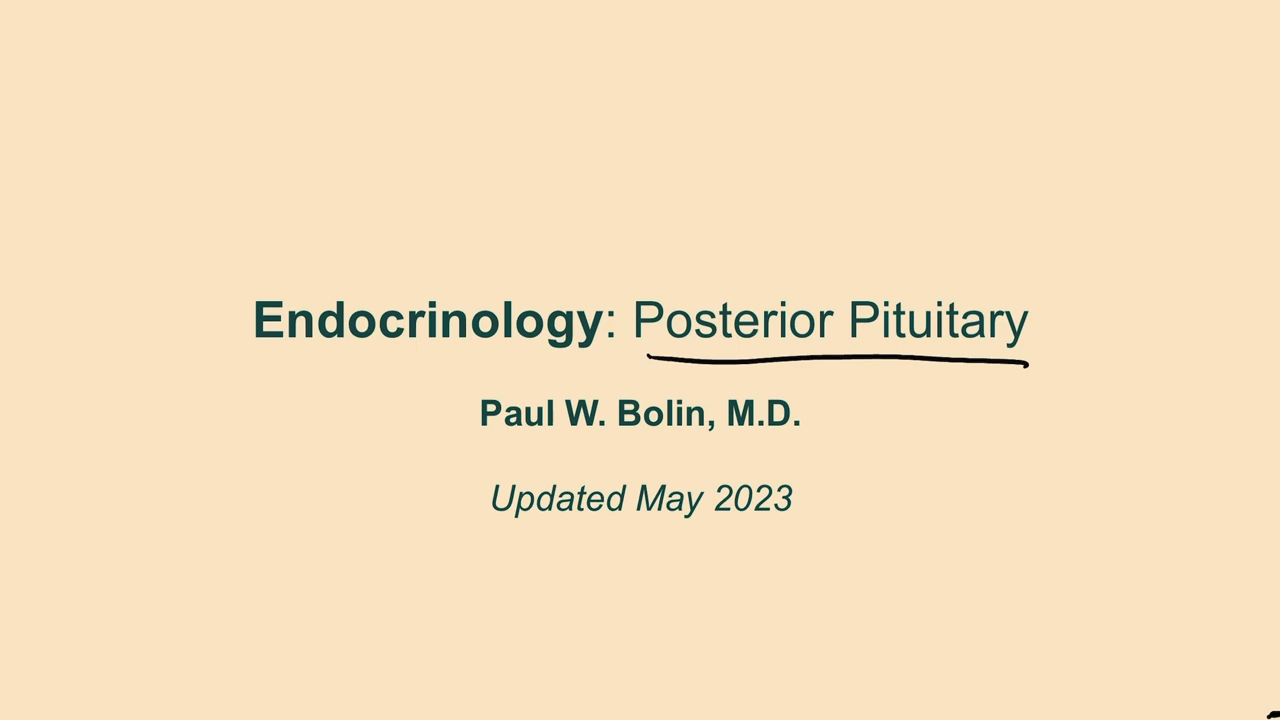 Endocrinology: Posterior Pituitary
Paul W. Bolin, M.D.
Updated May 2023